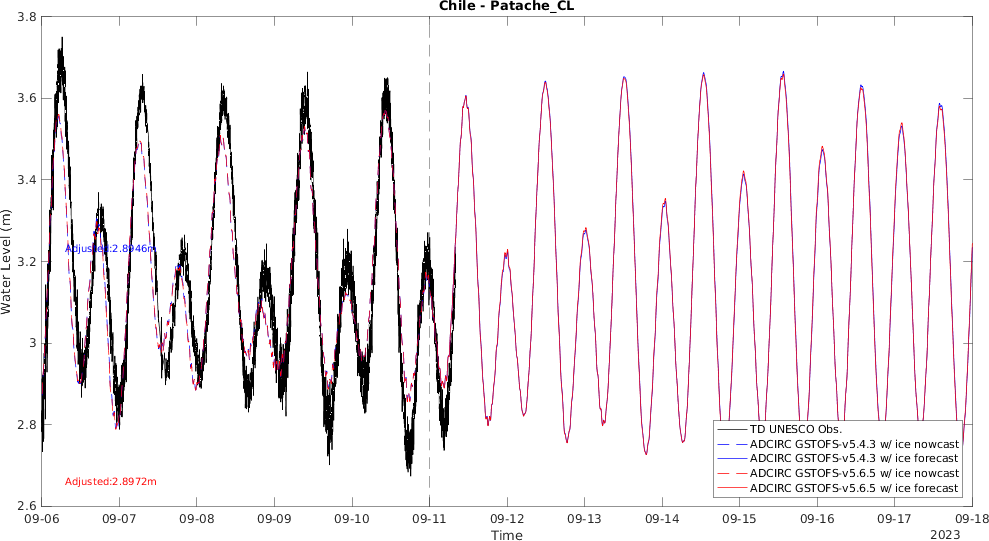 Chile - Patache_CL
3.8
3.6
3.4
3.2
3
2.8
2.6
Water Level (m)
Adjusted:2.8946m
Adjusted:2.8972m
TD UNESCO Obs.
ADCIRC GSTOFS-v5.4.3 w/ ice nowcast
ADCIRC GSTOFS-v5.4.3 w/ ice forecast
ADCIRC GSTOFS-v5.6.5 w/ ice nowcast
ADCIRC GSTOFS-v5.6.5 w/ ice forecast
09-06 09-07 09-08 09-09 09-10 09-11 09-12 09-13 09-14 09-15 09-16 09-17 09-18
Time
2023